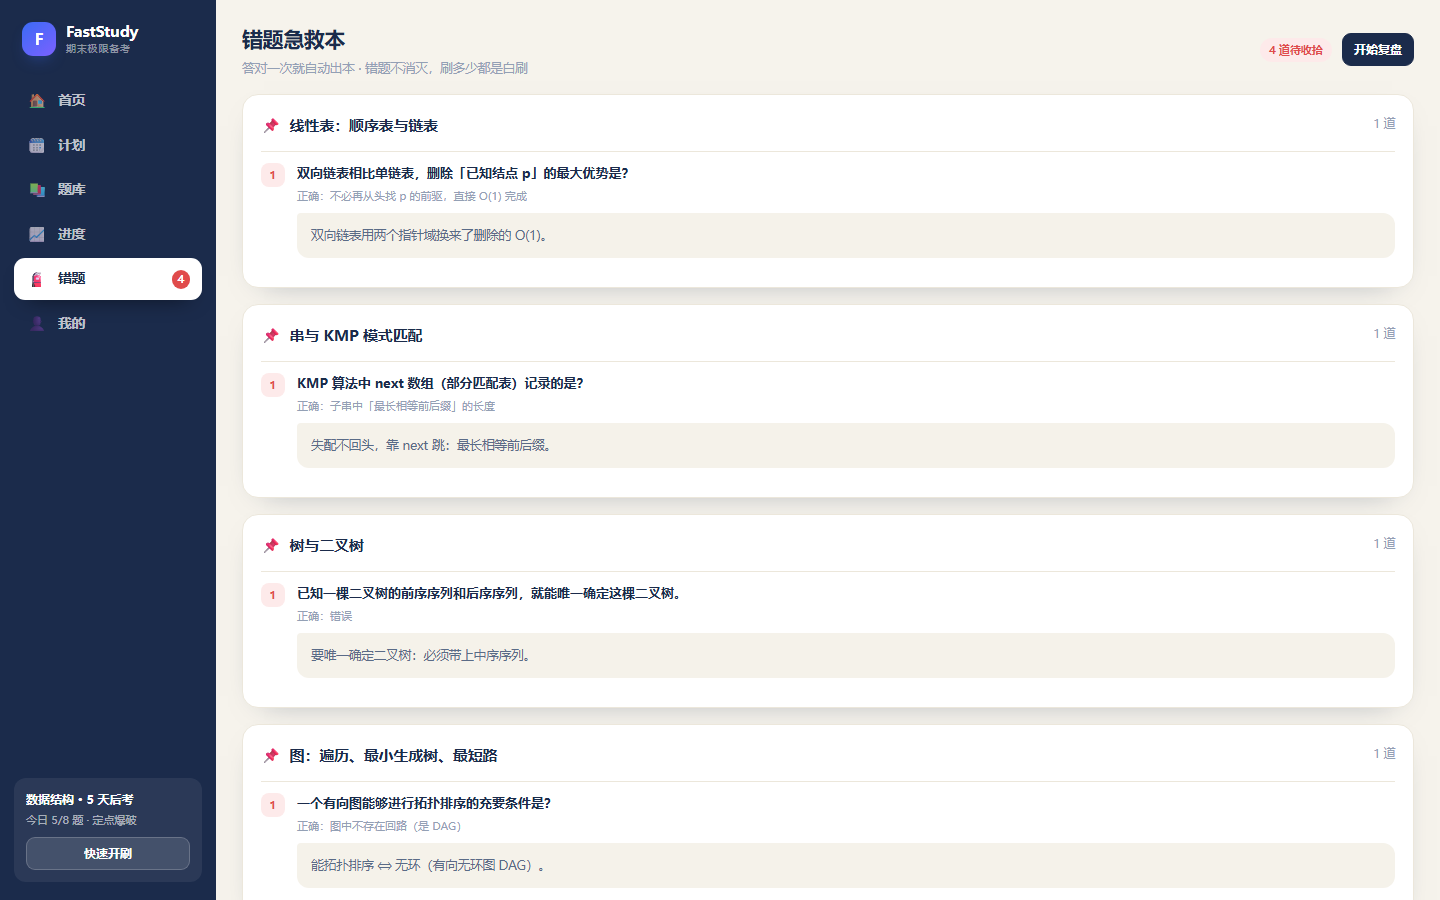 F
FastStudy
期末极限备考
首页
计划
题库
进度
错题
4
我的
数据结构 • 5 天后考
今日 5/8 题 · 定点爆破
快速开刷
错题急救本
答对一次就自动出本 · 错题不消灭，刷多少都是白刷
4 道待收拾
开始复盘
线性表：顺序表与链表
1 道
1
双向链表相比单链表，删除「已知结点 p」的最大优势是？
正确：不必再从头找 p 的前驱，直接 O(1) 完成
双向链表用两个指针域换来了删除的 O(1)。
串与 KMP 模式匹配
1 道
1
KMP 算法中 next 数组（部分匹配表）记录的是？
正确：子串中「最长相等前后缀」的长度
失配不回头，靠 next 跳：最长相等前后缀。
树与二叉树
1 道
1
已知一棵二叉树的前序序列和后序序列，就能唯一确定这棵二叉树。
正确：错误
要唯一确定二叉树：必须带上中序序列。
图：遍历、最小生成树、最短路
1 道
1
一个有向图能够进行拓扑排序的充要条件是？
正确：图中不存在回路（是 DAG）
能拓扑排序 ⇔ 无环（有向无环图 DAG）。